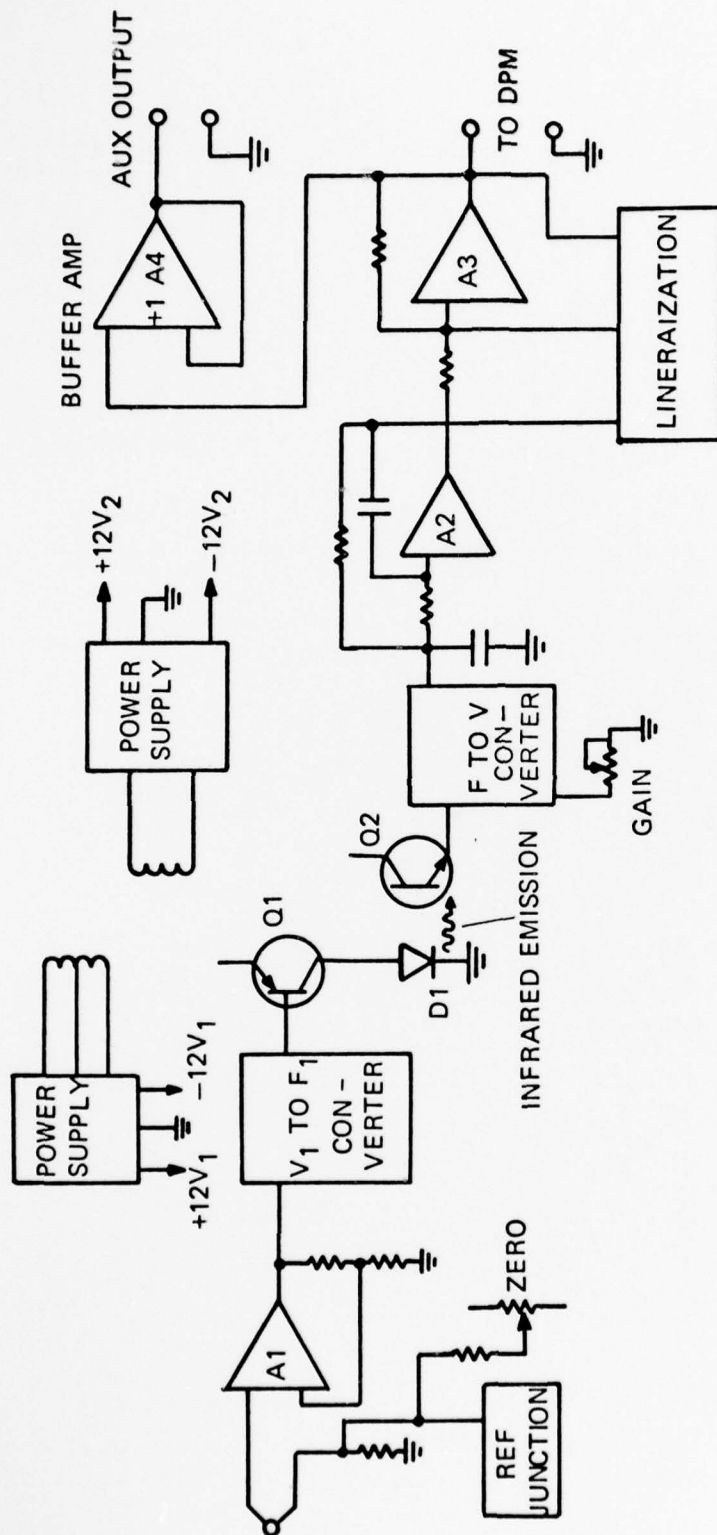 BUFFER AMP
AUX OUTPUT
+1 A4
POWER
SUPPLY
+12V2
−12V2
POWER
SUPPLY
+12V1
−12V1
Q1
Q2
A1
V1 TO F1
CON –
VERTER
D1
INFRARED EMISSION
F TO V
CON–
VERTER
GAIN
A2
A3
TO DPM
LINERAIZATION
ZERO
REF
JUNCTION